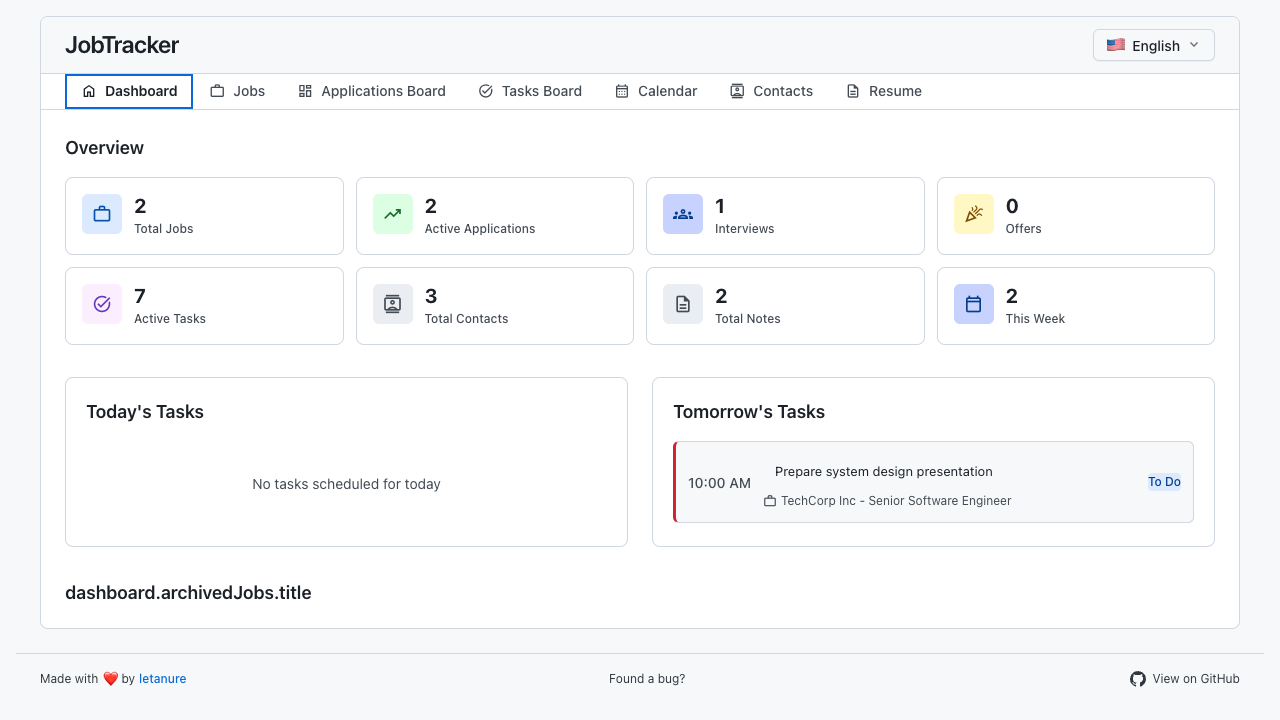 JobTracker
English
Dashboard
Jobs
Applications Board
Tasks Board
Calendar
Contacts
Resume
Overview
2
Total Jobs
2
Active Applications
1
Interviews
0
Offers
7
Active Tasks
3
Total Contacts
2
Total Notes
2
This Week
Today's Tasks
No tasks scheduled for today
Tomorrow's Tasks
10:00 AM
Prepare system design presentation
TechCorp Inc - Senior Software Engineer
To Do
dashboard.archivedJobs.title
Made with ❤️ by letanure
Found a bug?
View on GitHub